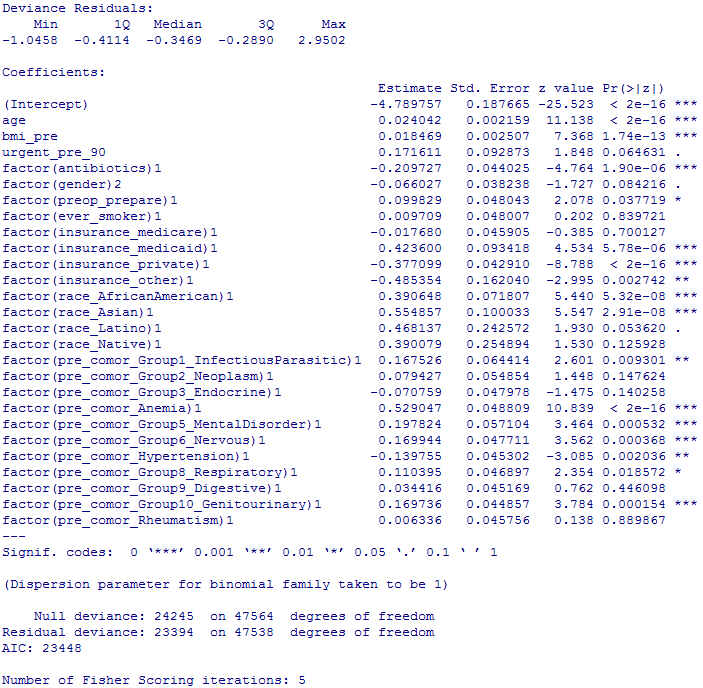 Deviance Residuals:
    Min       1Q   Median       3Q      Max
-1.0458  -0.4114  -0.3469  -0.2890   2.9502

Coefficients:
                                              Estimate Std. Error z value Pr(>|z|)
(Intercept)                                  -4.789757   0.187665 -25.523  < 2e-16 ***
age                                           0.024042   0.002159  11.138  < 2e-16 ***
bmi_pre                                       0.018469   0.002507   7.368 1.74e-13 ***
urgent_pre_90                                 0.171611   0.092873   1.848 0.064631 .
factor(antibiotics)1                         -0.209727   0.044025  -4.764 1.90e-06 ***
factor(gender)2                              -0.066027   0.038238  -1.727 0.084216 .
factor(preop_prepare)1                        0.099829   0.048043   2.078 0.037719 *
factor(ever_smoker)1                          0.009709   0.048007   0.202 0.839721
factor(insurance_medicare)1                  -0.017680   0.045905  -0.385 0.700127
factor(insurance_medicaid)1                   0.423600   0.093418   4.534 5.78e-06 ***
factor(insurance_private)1                   -0.377099   0.042910  -8.788  < 2e-16 ***
factor(insurance_other)1                     -0.485354   0.162040  -2.995 0.002742 **
factor(race_AfricanAmerican)1                 0.390648   0.071807   5.440 5.32e-08 ***
factor(race_Asian)1                           0.554857   0.100033   5.547 2.91e-08 ***
factor(race_Latino)1                          0.468137   0.242572   1.930 0.053620 .
factor(race_Native)1                          0.390079   0.254894   1.530 0.125928
factor(pre_comor_Group1_InfectiousParasitic)1 0.167526   0.064414   2.601 0.009301 **
factor(pre_comor_Group2_Neoplasm)1            0.079427   0.054854   1.448 0.147624
factor(pre_comor_Group3_Endocrine)1          -0.070759   0.047978  -1.475 0.140258
factor(pre_comor_Anemia)1                     0.529047   0.048809  10.839  < 2e-16 ***
factor(pre_comor_Group5_MentalDisorder)1      0.197824   0.057104   3.464 0.000532 ***
factor(pre_comor_Group6_Nervous)1             0.169944   0.047711   3.562 0.000368 ***
factor(pre_comor_Hypertension)1              -0.139755   0.045302  -3.085 0.002036 **
factor(pre_comor_Group8_Respiratory)1         0.110395   0.046897   2.354 0.018572 *
factor(pre_comor_Group9_Digestive)1           0.034416   0.045169   0.762 0.446098
factor(pre_comor_Group10_Genitourinary)1      0.169736   0.044857   3.784 0.000154 ***
factor(pre_comor_Rheumatism)1                 0.006336   0.045756   0.138 0.889867
---
Signif. codes:  0 ‘***’ 0.001 ‘**’ 0.01 ‘*’ 0.05 ‘.’ 0.1 ‘ ’ 1

(Dispersion parameter for binomial family taken to be 1)

    Null deviance: 24245  on 47564  degrees of freedom
Residual deviance: 23394  on 47538  degrees of freedom
AIC: 23448

Number of Fisher Scoring iterations: 5